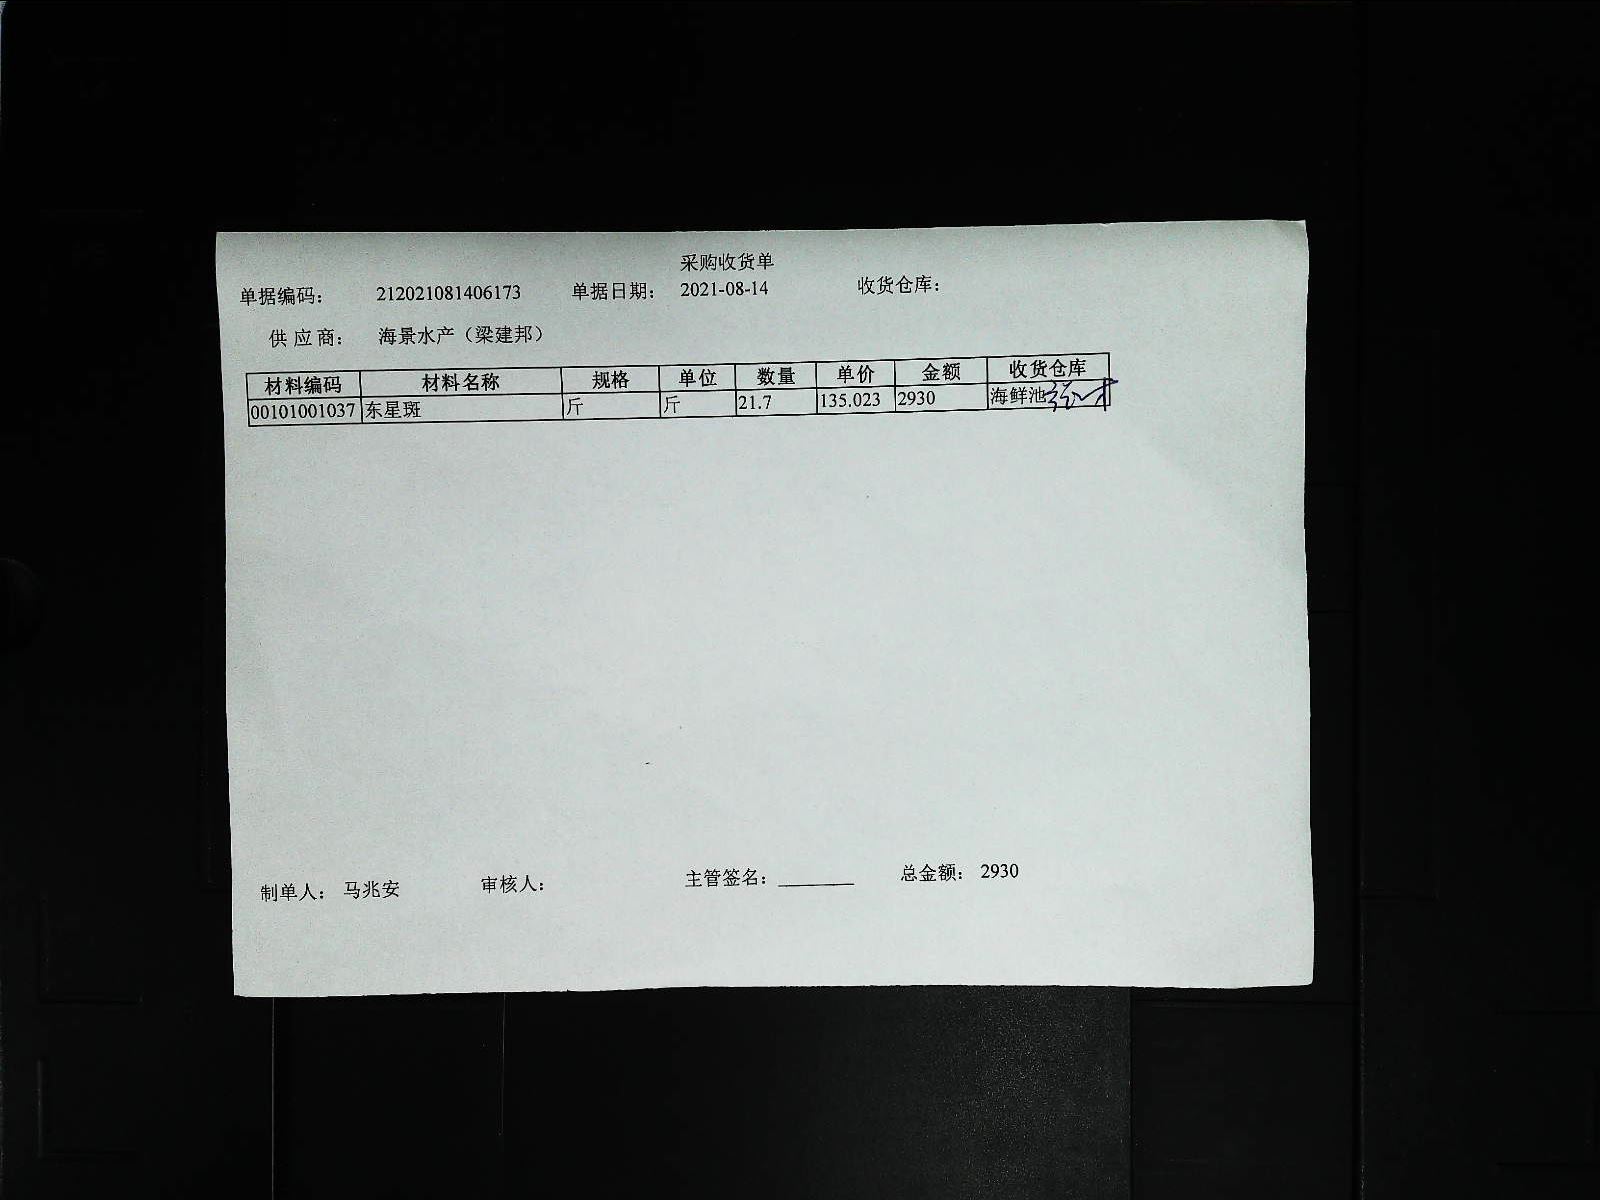 采购收货单
单据编码： 212021081406173 单据日期： 2021-08-14 收货仓库：
供 应 商： 海景水产（梁建邦）
材料编码 材料名称 规格 单位 数量 单价 金额 收货仓库
00101001037 东星斑 斤 斤 21.7 135.023 2930 海鲜池
制单人： 马兆安 审核人： 主管签名：________ 总金额： 2930